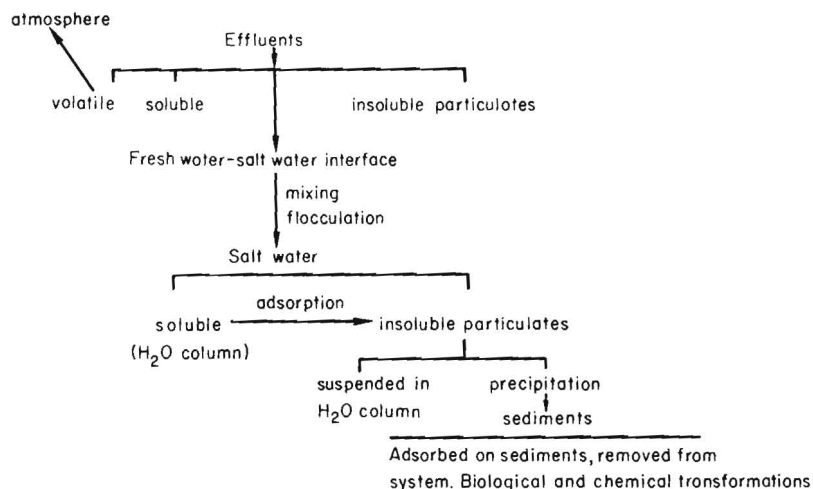 atmosphere
Effluents
volatile soluble insoluble particulotes
Fresh woter-salt water interface
mixing
flocculation
Salt water
adsorption
soluble insoluble particulates
(H2O column)
suspended in precipitation
H2O column
sediments
Adsorbed on sediments, removed from
system. Biological and chemical transformations